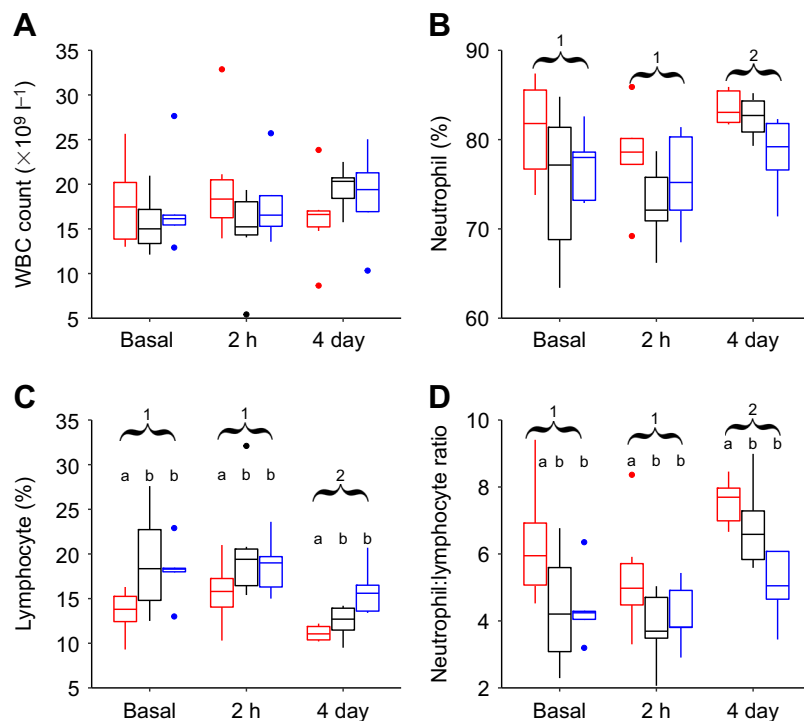 A
WBC count (×10⁹ l⁻¹)
35
30
25
20
15
10
5
Basal 2 h 4 day
B
Neutrophil (%)
90
80
70
60
1 1 2
Basal 2 h 4 day
C
Lymphocyte (%)
35
30
25
20
15
10
5
1 1 2
a b b a b b a b b
Basal 2 h 4 day
D
Neutrophil:lymphocyte ratio
10
8
6
4
2
1 1 2
a b b a b b a b b
Basal 2 h 4 day